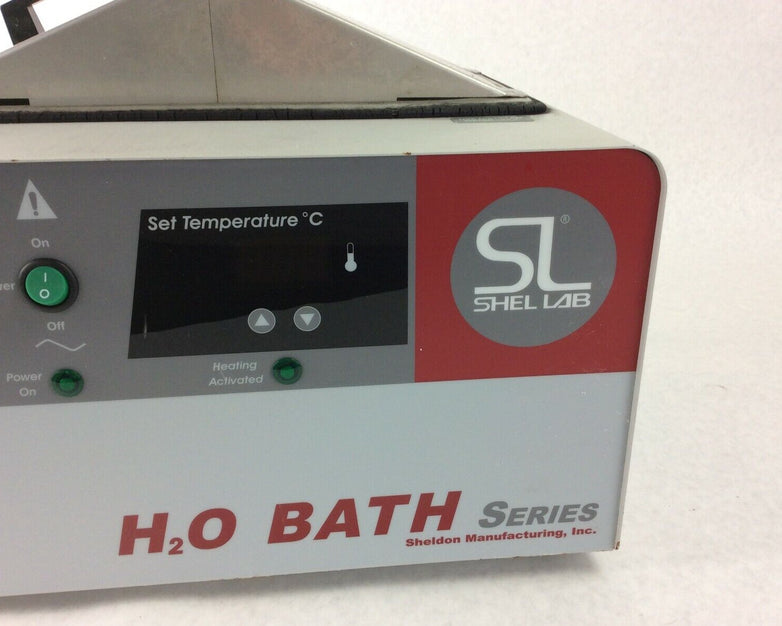 Set Temperature °C
On
I
O
Off
Power
On
Heating
Activated
SL®
SHEL LAB
H₂O BATH SERIES
Sheldon Manufacturing, Inc.